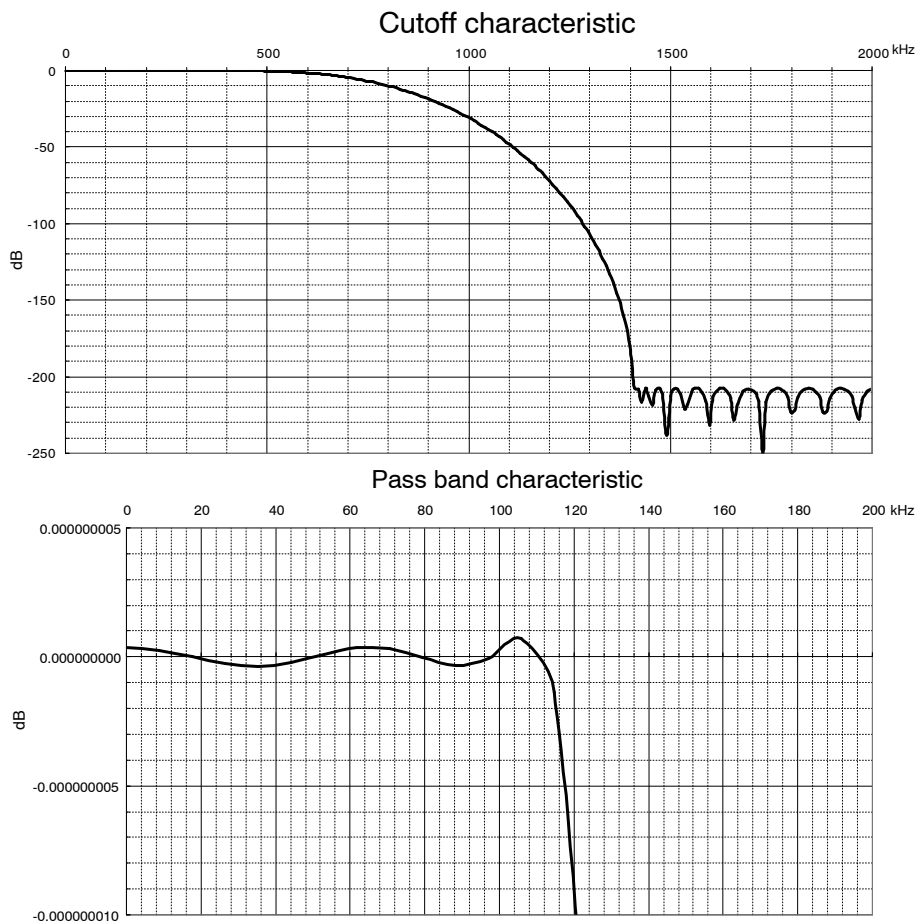 Cutoff characteristic
0 500 1000 1500 2000 kHz
0
-50
-100
-150
-200
-250
dB
Pass band characteristic
0 20 40 60 80 100 120 140 160 180 200 kHz
0.000000005
0.000000000
-0.000000005
-0.000000010
dB